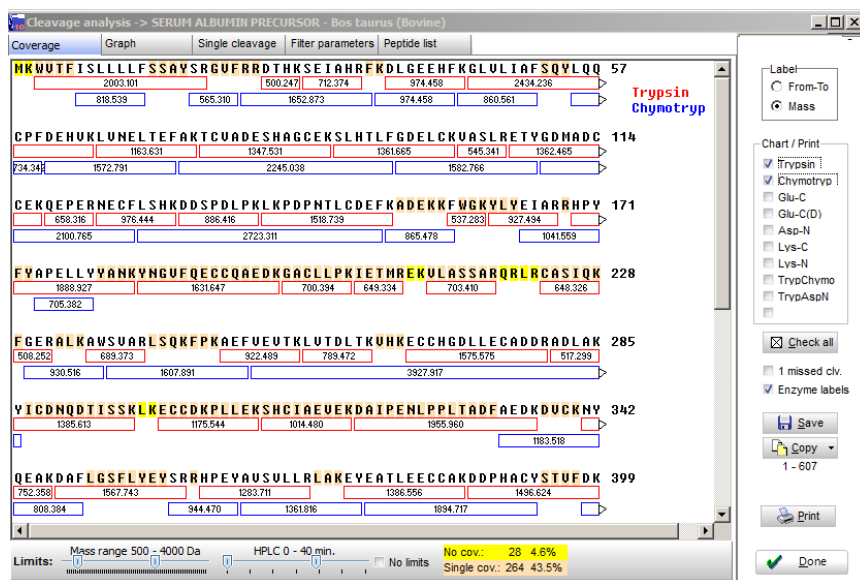 Cleavage analysis -> SERUM ALBUMIN PRECURSOR - Bos taurus (Bovine)
Coverage Graph Single cleavage Filter parameters Peptide list
MKWVTFISLLLLFSSAYSRGVFRRDTHKSEIAHRFKDLGEEHFKGLVLIAFSQYLQQ 57
2003.101 500.247 712.374 974.458 2434.236
818.539 565.310 1652.873 974.458 860.561
Trypsin
Chymotryp
CPFDEHVKLVNELTEFAKTCVADESHAGCEKSLHTLFGDELCKVASLRETYGDMADC 114
1163.631 1347.531 1361.665 545.341 1362.465
734.34 1572.791 2245.038 1582.766
CEKQEPERNECFLSHKDDSPDLPKLKPDPNTLCDEFKADEKKFWGKYLYEIARRHPY 171
658.316 976.444 886.416 1518.739 537.283 927.494
2100.765 2723.311 865.478 1041.559
FYAPELLYYANKYNGVFQECCQAEDKGACLLPKIETMREKVLASSARQRLRCASIQK 228
1888.927 1631.647 700.394 649.334 703.410 648.326
705.382
FGERALKAWSVARLSQKFPKAEFVEVTKLVTDLTKVHKECCHGDLLECADDRADLAK 285
508.252 689.373 922.489 789.472 1575.575 517.299
930.516 1607.891 3927.917
YICDNQDTISSKLKECCDKPLLEKSHCIAEVEKDAIPENLPPLTADFAEDKDVCKNY 342
1385.613 1175.544 1014.480 1955.960
1183.518
QEAKDAFLGSFLYEYSRRHPEYAVSVLLRLAKEYEATLEECCAKDDPHACYSTVFDK 399
752.358 1567.743 1283.711 1386.556 1496.624
808.384 944.470 1361.816 1894.717
Label
From-To
Mass
Chart / Print
Trypsin
Chymotryp
Glu-C
Glu-C(D)
Asp-N
Lys-C
Lys-N
TrypChymo
TrypAspN
Check all
1 missed clv.
Enzyme labels
Save
Copy
1 - 607
Print
Done
Limits: Mass range 500 - 4000 Da HPLC 0 - 40 min. No limits
No cov.: 28 4.6%
Single cov.: 264 43.5%